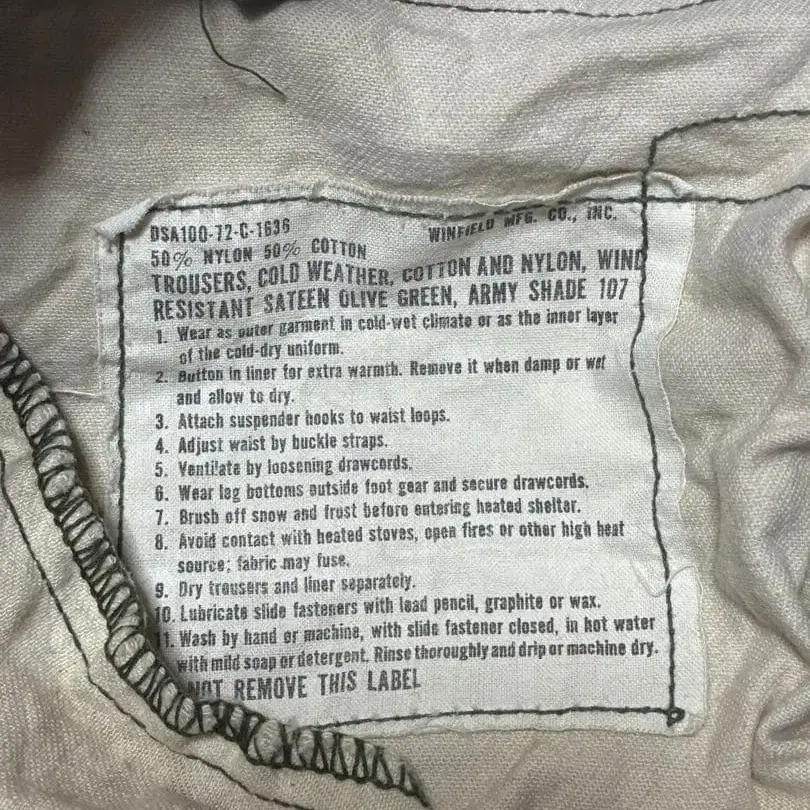 DSA100-72-C-1636 WINFIELD MFG. CO., INC.
50% NYLON 50% COTTON
TROUSERS, COLD WEATHER, COTTON AND NYLON, WIND
RESISTANT SATEEN OLIVE GREEN, ARMY SHADE 107
1. Wear as outer garment in cold-wet climate or as the inner layer
of the cold-dry uniform.
2. Button in liner for extra warmth. Remove it when damp or wet
and allow to dry.
3. Attach suspender hooks to waist loops.
4. Adjust waist by buckle straps.
5. Ventilate by loosening drawcords.
6. Wear leg bottoms outside foot gear and secure drawcords.
7. Brush off snow and frost before entering heated shelter.
8. Avoid contact with heated stoves, open fires or other high heat
source; fabric may fuse.
9. Dry trousers and liner separately.
10. Lubricate slide fasteners with lead pencil, graphite or wax.
11. Wash by hand or machine, with slide fastener closed, in hot water
with mild soap or detergent. Rinse thoroughly and drip or machine dry.
NOT REMOVE THIS LABEL